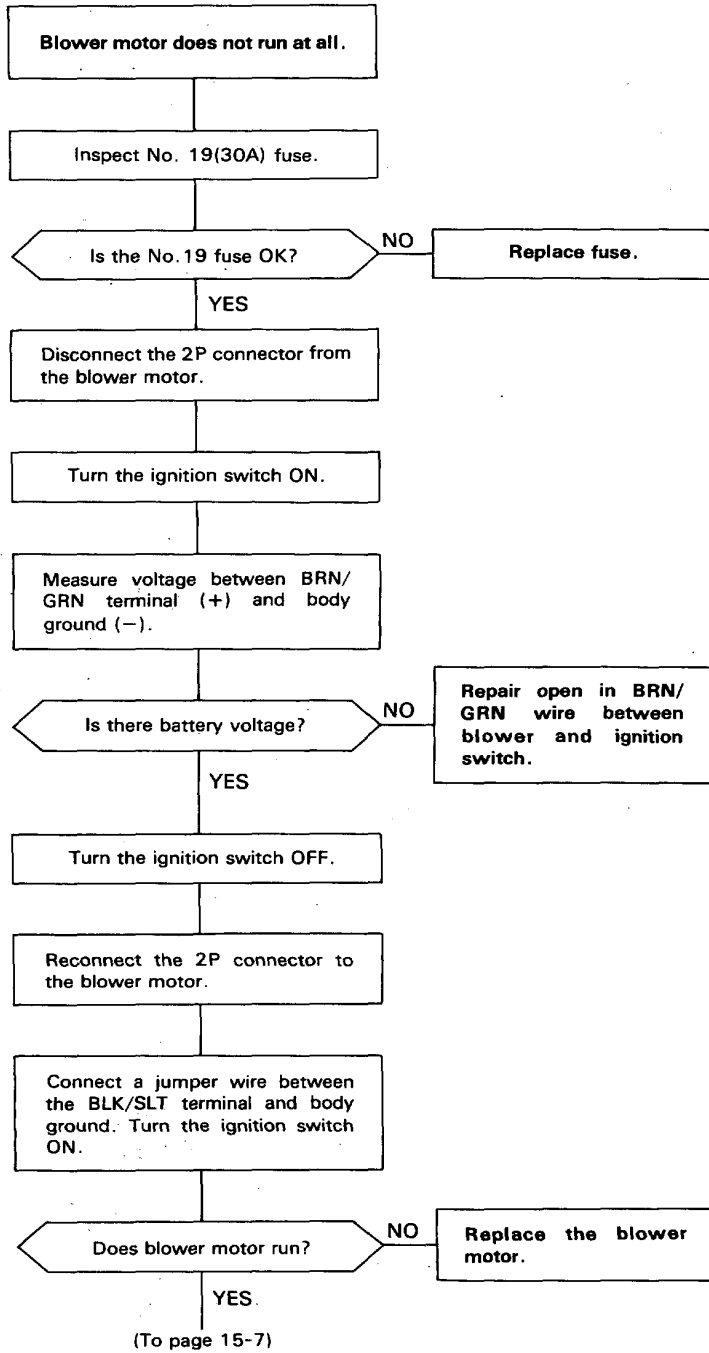 Blower motor does not run at all.
Inspect No. 19(30A) fuse.
Is the No.19 fuse OK?
NO
Replace fuse.
YES
Disconnect the 2P connector from
the blower motor.
Turn the ignition switch ON.
Measure voltage between BRN/
GRN terminal (+) and body
ground (−).
Is there battery voltage?
NO
Repair open in BRN/
GRN wire between
blower and ignition
switch.
YES
Turn the ignition switch OFF.
Reconnect the 2P connector to
the blower motor.
Connect a jumper wire between
the BLK/SLT terminal and body
ground. Turn the ignition switch
ON.
Does blower motor run?
NO
Replace the blower
motor.
YES
(To page 15-7)